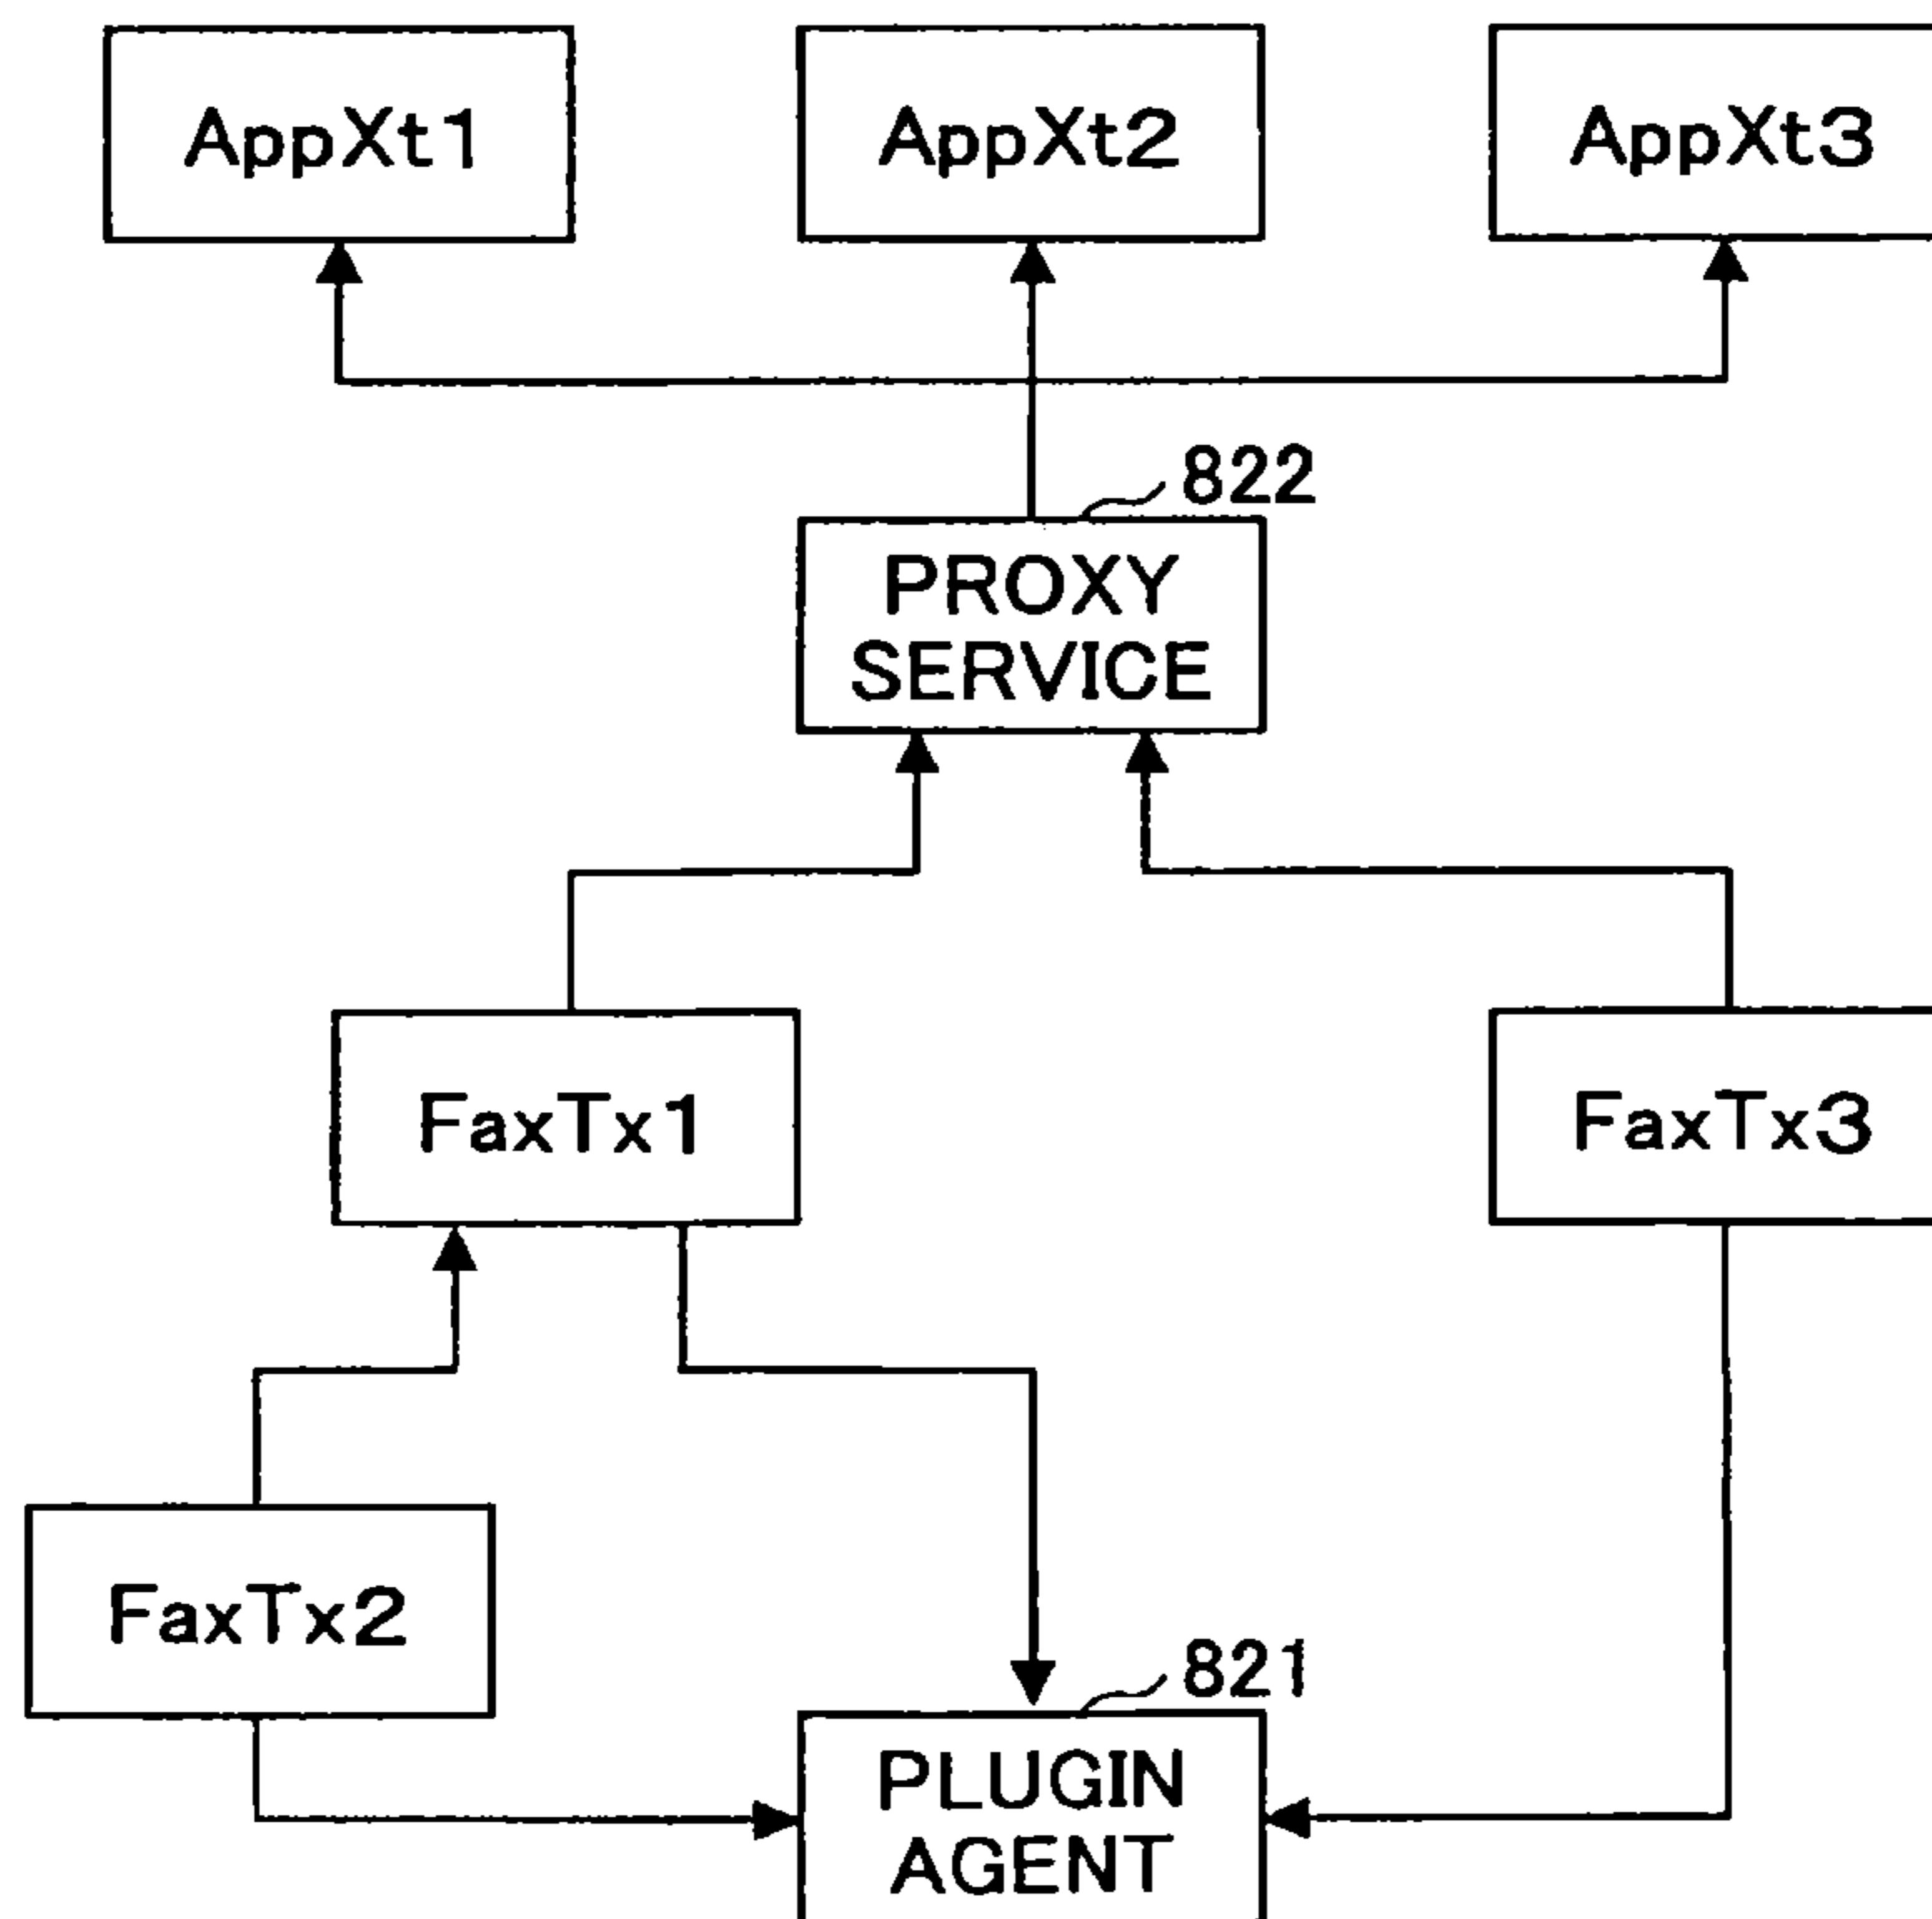 AppXt1
AppXt2
AppXt3
822
PROXY
SERVICE
FaxTx1
FaxTx3
FaxTx2
821
PLUGIN
AGENT